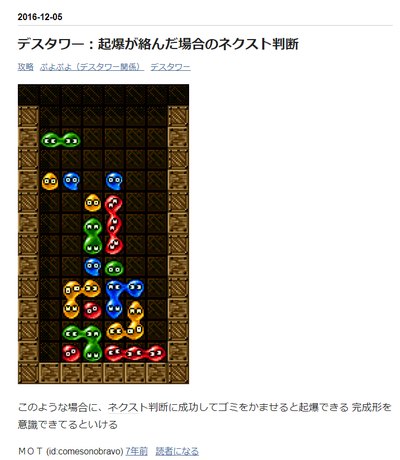 2016-12-05
デスタワー：起爆が絡んだ場合のネクスト判断
攻略 ぷよぷよ（デスタワー関係） デスタワー
このような場合に、ネクスト判断に成功してゴミをかませると起爆できる 完成形を
意識できてるといける
ＭＯＴ (id:comesonobravo) 7年前 読者になる